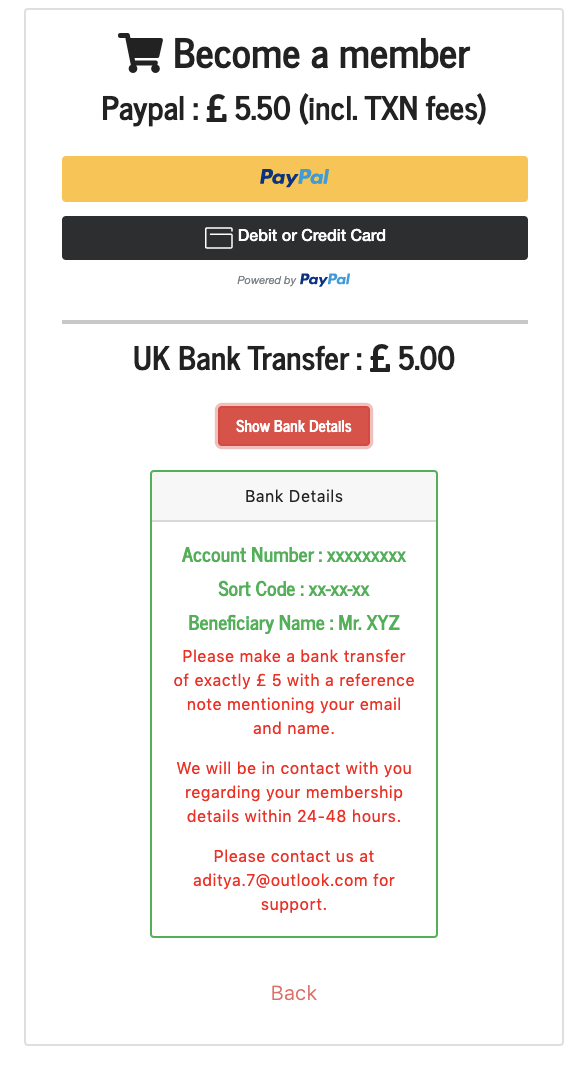 Become a member
Paypal : £ 5.50 (incl. TXN fees)
PayPal
Debit or Credit Card
Powered by PayPal
UK Bank Transfer : £ 5.00
Show Bank Details
Bank Details
Account Number : xxxxxxxxx
Sort Code : xx-xx-xx
Beneficiary Name : Mr. XYZ
Please make a bank transfer
of exactly £ 5 with a reference
note mentioning your email
and name.
We will be in contact with you
regarding your membership
details within 24-48 hours.
Please contact us at
aditya.7@outlook.com for
support.
Back